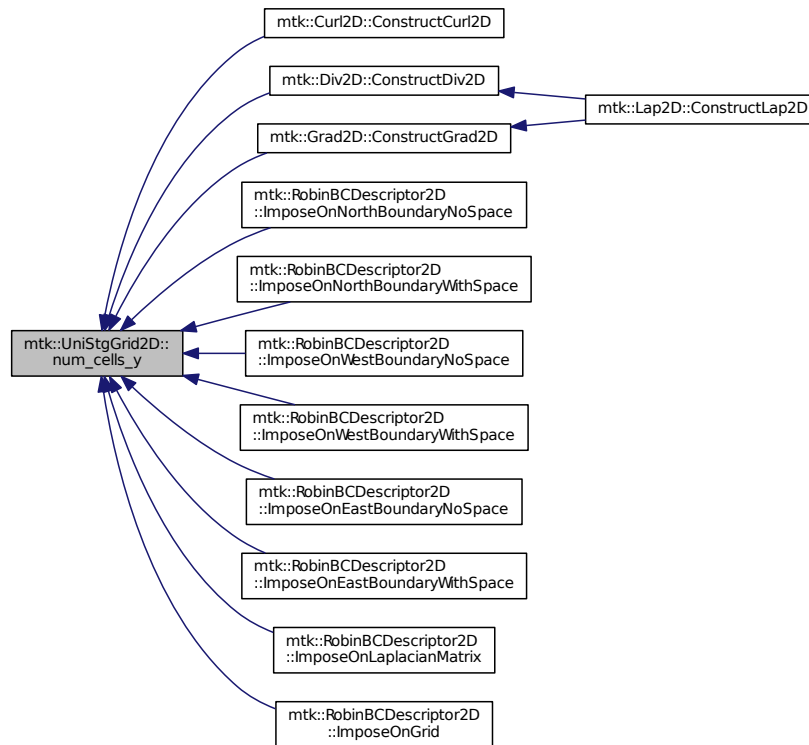 mtk::Curl2D::ConstructCurl2D
mtk::Div2D::ConstructDiv2D
mtk::Lap2D::ConstructLap2D
mtk::Grad2D::ConstructGrad2D
mtk::RobinBCDescriptor2D
::ImposeOnNorthBoundaryNoSpace
mtk::RobinBCDescriptor2D
::ImposeOnNorthBoundaryWithSpace
mtk::UniStgGrid2D::
num_cells_y
mtk::RobinBCDescriptor2D
::ImposeOnWestBoundaryNoSpace
mtk::RobinBCDescriptor2D
::ImposeOnWestBoundaryWithSpace
mtk::RobinBCDescriptor2D
::ImposeOnEastBoundaryNoSpace
mtk::RobinBCDescriptor2D
::ImposeOnEastBoundaryWithSpace
mtk::RobinBCDescriptor2D
::ImposeOnLaplacianMatrix
mtk::RobinBCDescriptor2D
::ImposeOnGrid